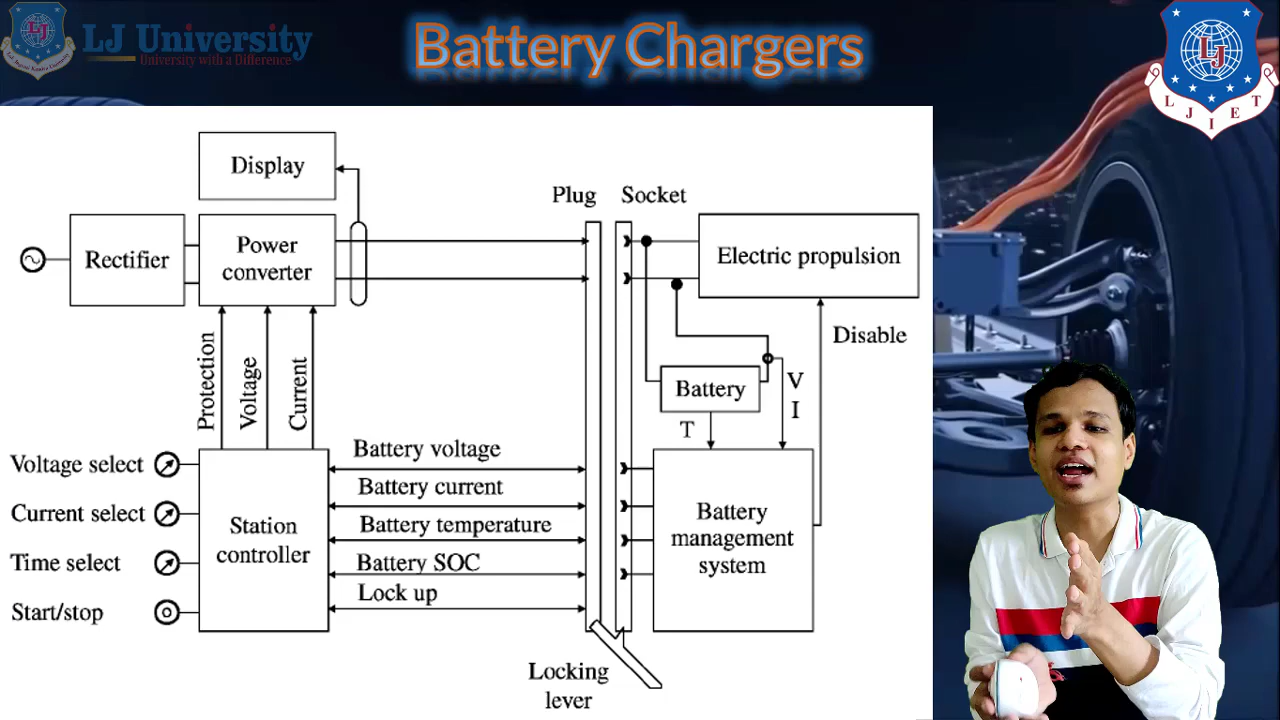 LJ University
University with a Difference
Battery Chargers
LJ
L J I E T
Display
Plug
Socket
Rectifier
Power
converter
Electric propulsion
Protection
Voltage
Current
Disable
Battery
V
I
T
Voltage select
Current select
Time select
Start/stop
Station
controller
Battery voltage
Battery current
Battery temperature
Battery SOC
Lock up
Battery
management
system
Locking
lever